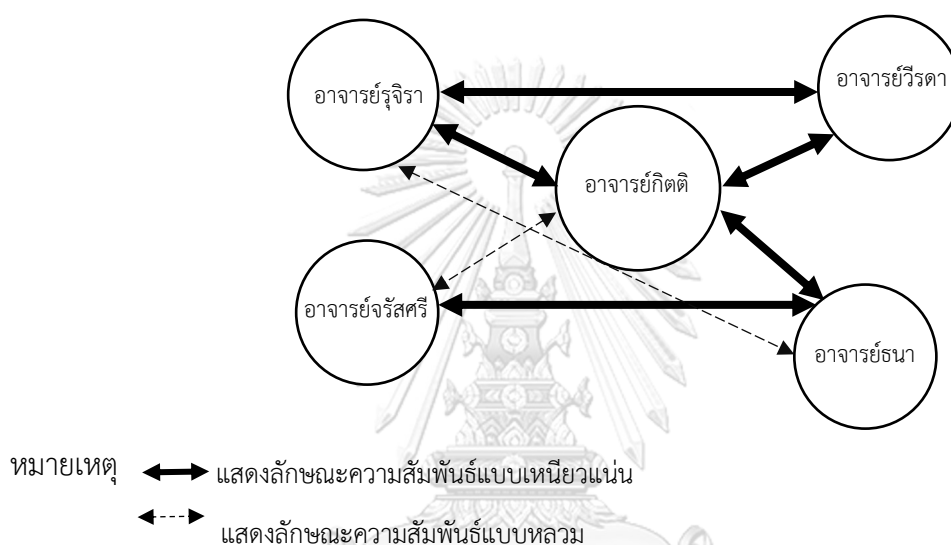 อาจารย์รุจิรา
อาจารย์วีรดา
อาจารย์กิตติ
อาจารย์จรัสศรี
อาจารย์ธนา
หมายเหตุ แสดงลักษณะความสัมพันธ์แบบเหนียวแน่น
แสดงลักษณะความสัมพันธ์แบบหลวม